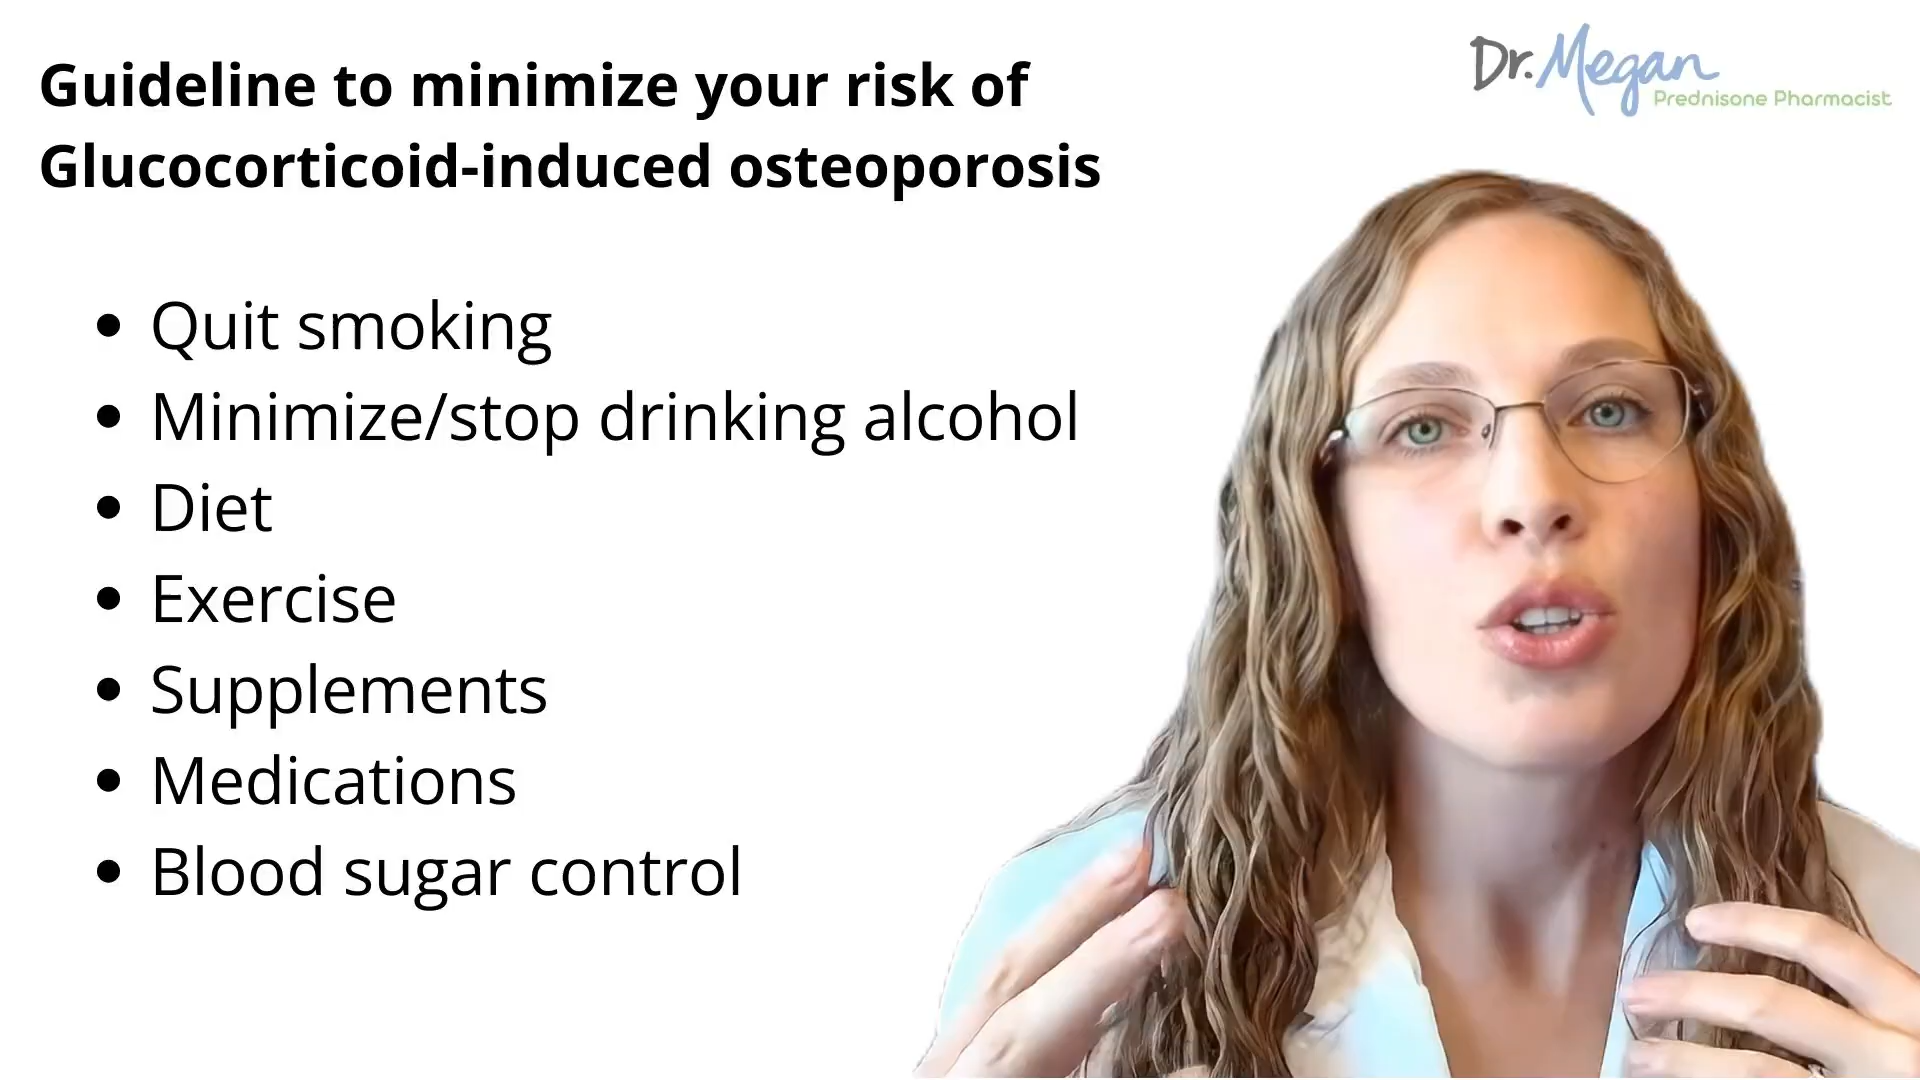 Guideline to minimize your risk of
Glucocorticoid-induced osteoporosis
Dr. Megan
Prednisone Pharmacist
• Quit smoking
• Minimize/stop drinking alcohol
• Diet
• Exercise
• Supplements
• Medications
• Blood sugar control